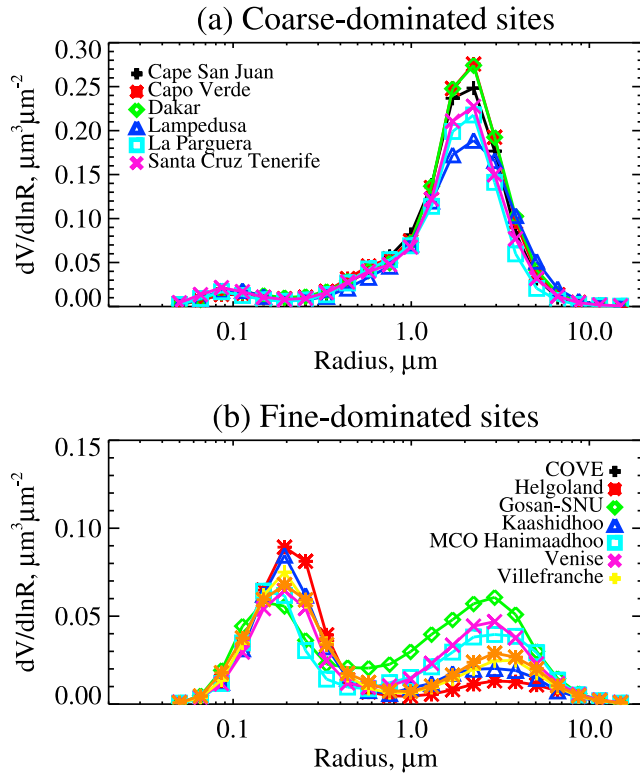 (a) Coarse-dominated sites
dV/dlnR, μm³μm⁻²
0.30
0.25
0.20
0.15
0.10
0.05
0.00
Cape San Juan
Capo Verde
Dakar
Lampedusa
La Parguera
Santa Cruz Tenerife
0.1
1.0
10.0
Radius, μm
(b) Fine-dominated sites
dV/dlnR, μm³μm⁻²
0.15
0.10
0.05
0.00
COVE
Helgoland
Gosan-SNU
Kaashidhoo
MCO Hanimaadhoo
Venise
Villefranche
0.1
1.0
10.0
Radius, μm